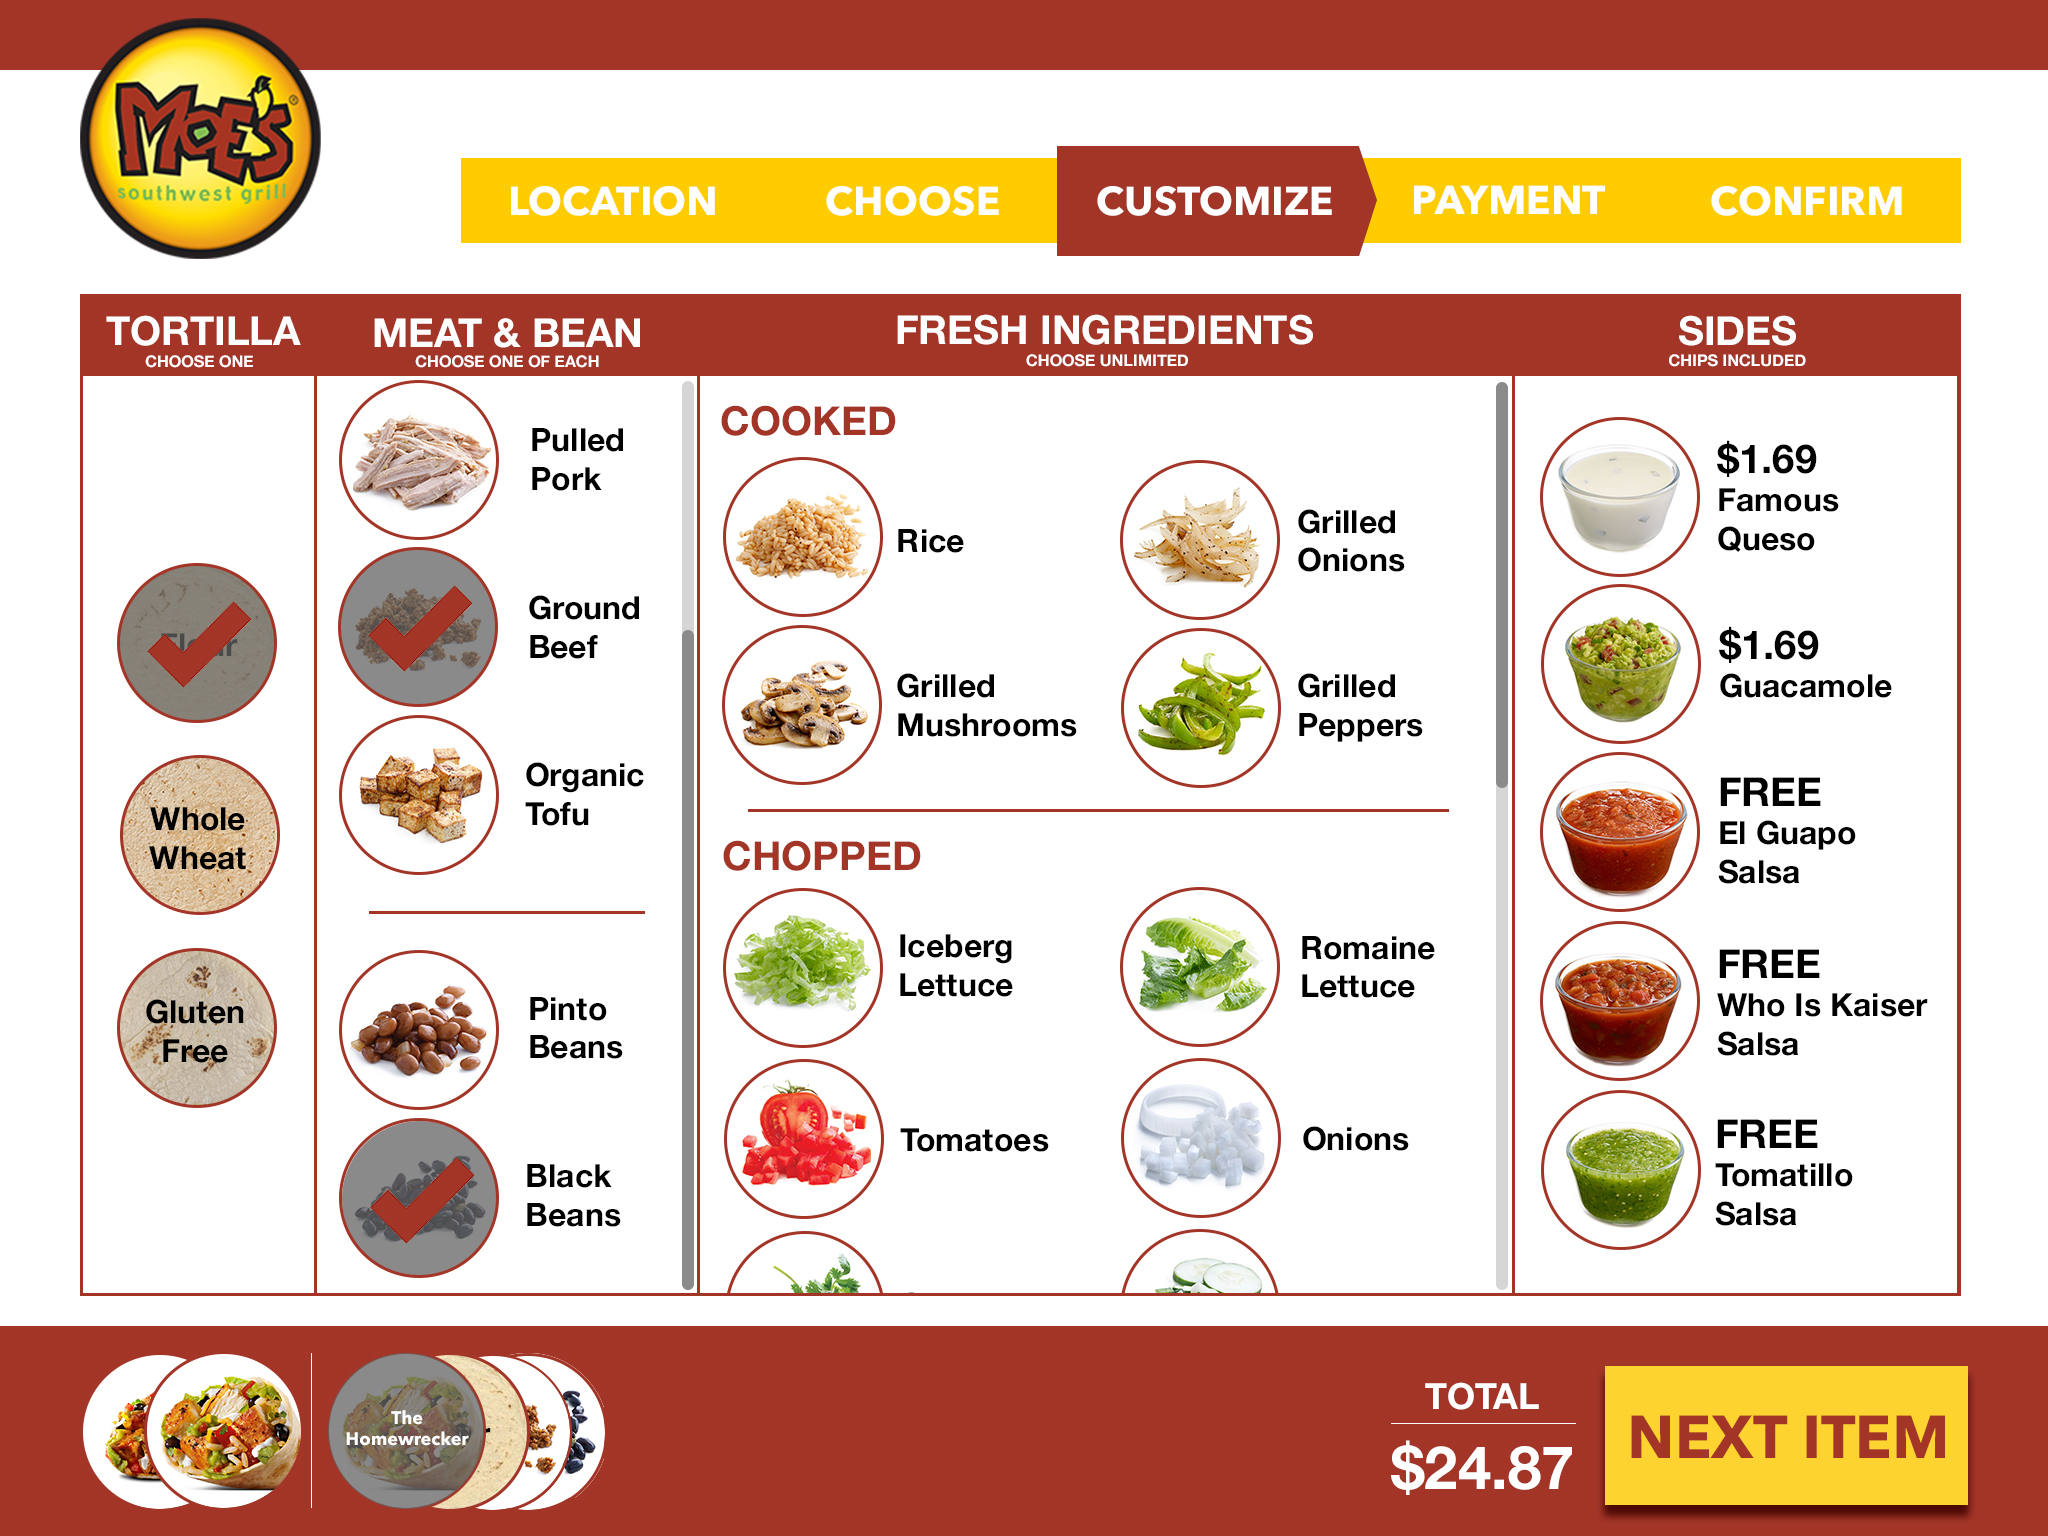 MOE'S®
southwest grill
LOCATION
CHOOSE
CUSTOMIZE
PAYMENT
CONFIRM
TORTILLA
CHOOSE ONE
MEAT & BEAN
CHOOSE ONE OF EACH
FRESH INGREDIENTS
CHOOSE UNLIMITED
SIDES
CHIPS INCLUDED
Whole
Wheat
Gluten
Free
Pulled
Pork
Ground
Beef
Organic
Tofu
Pinto
Beans
Black
Beans
COOKED
Rice
Grilled
Onions
Grilled
Mushrooms
Grilled
Peppers
CHOPPED
Iceberg
Lettuce
Romaine
Lettuce
Tomatoes
Onions
$1.69
Famous
Queso
$1.69
Guacamole
FREE
El Guapo
Salsa
FREE
Who Is Kaiser
Salsa
FREE
Tomatillo
Salsa
The
Homewrecker
TOTAL
$24.87
NEXT ITEM